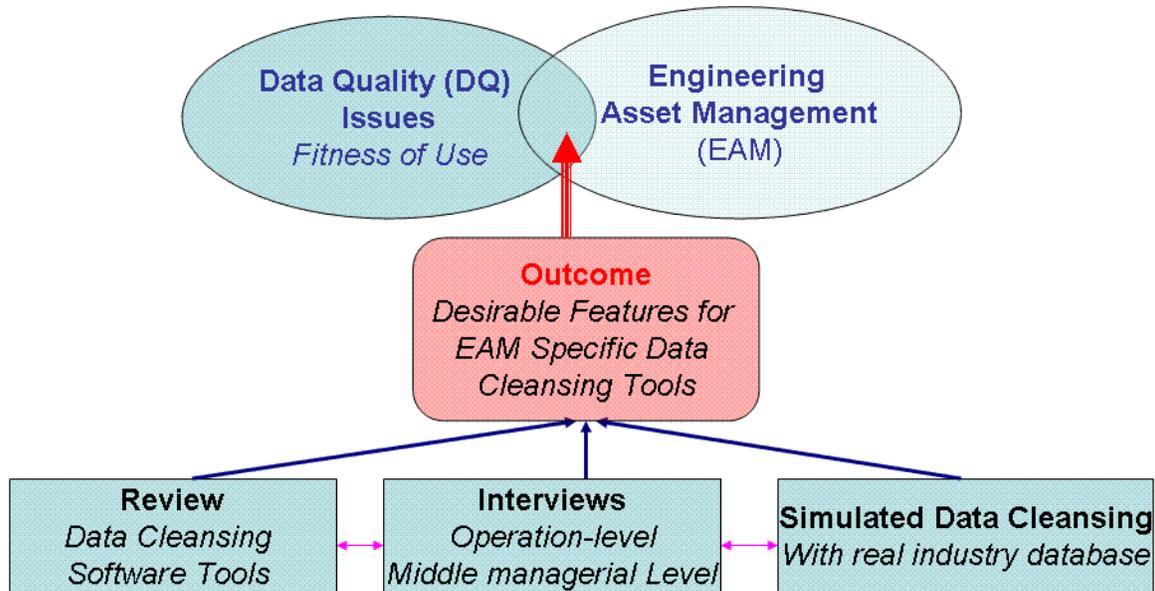 Data Quality (DQ)
Issues
Fitness of Use
Engineering
Asset Management
(EAM)
Outcome
Desirable Features for
EAM Specific Data
Cleansing Tools
Review
Data Cleansing
Software Tools
Interviews
Operation-level
Middle managerial Level
Simulated Data Cleansing
With real industry database